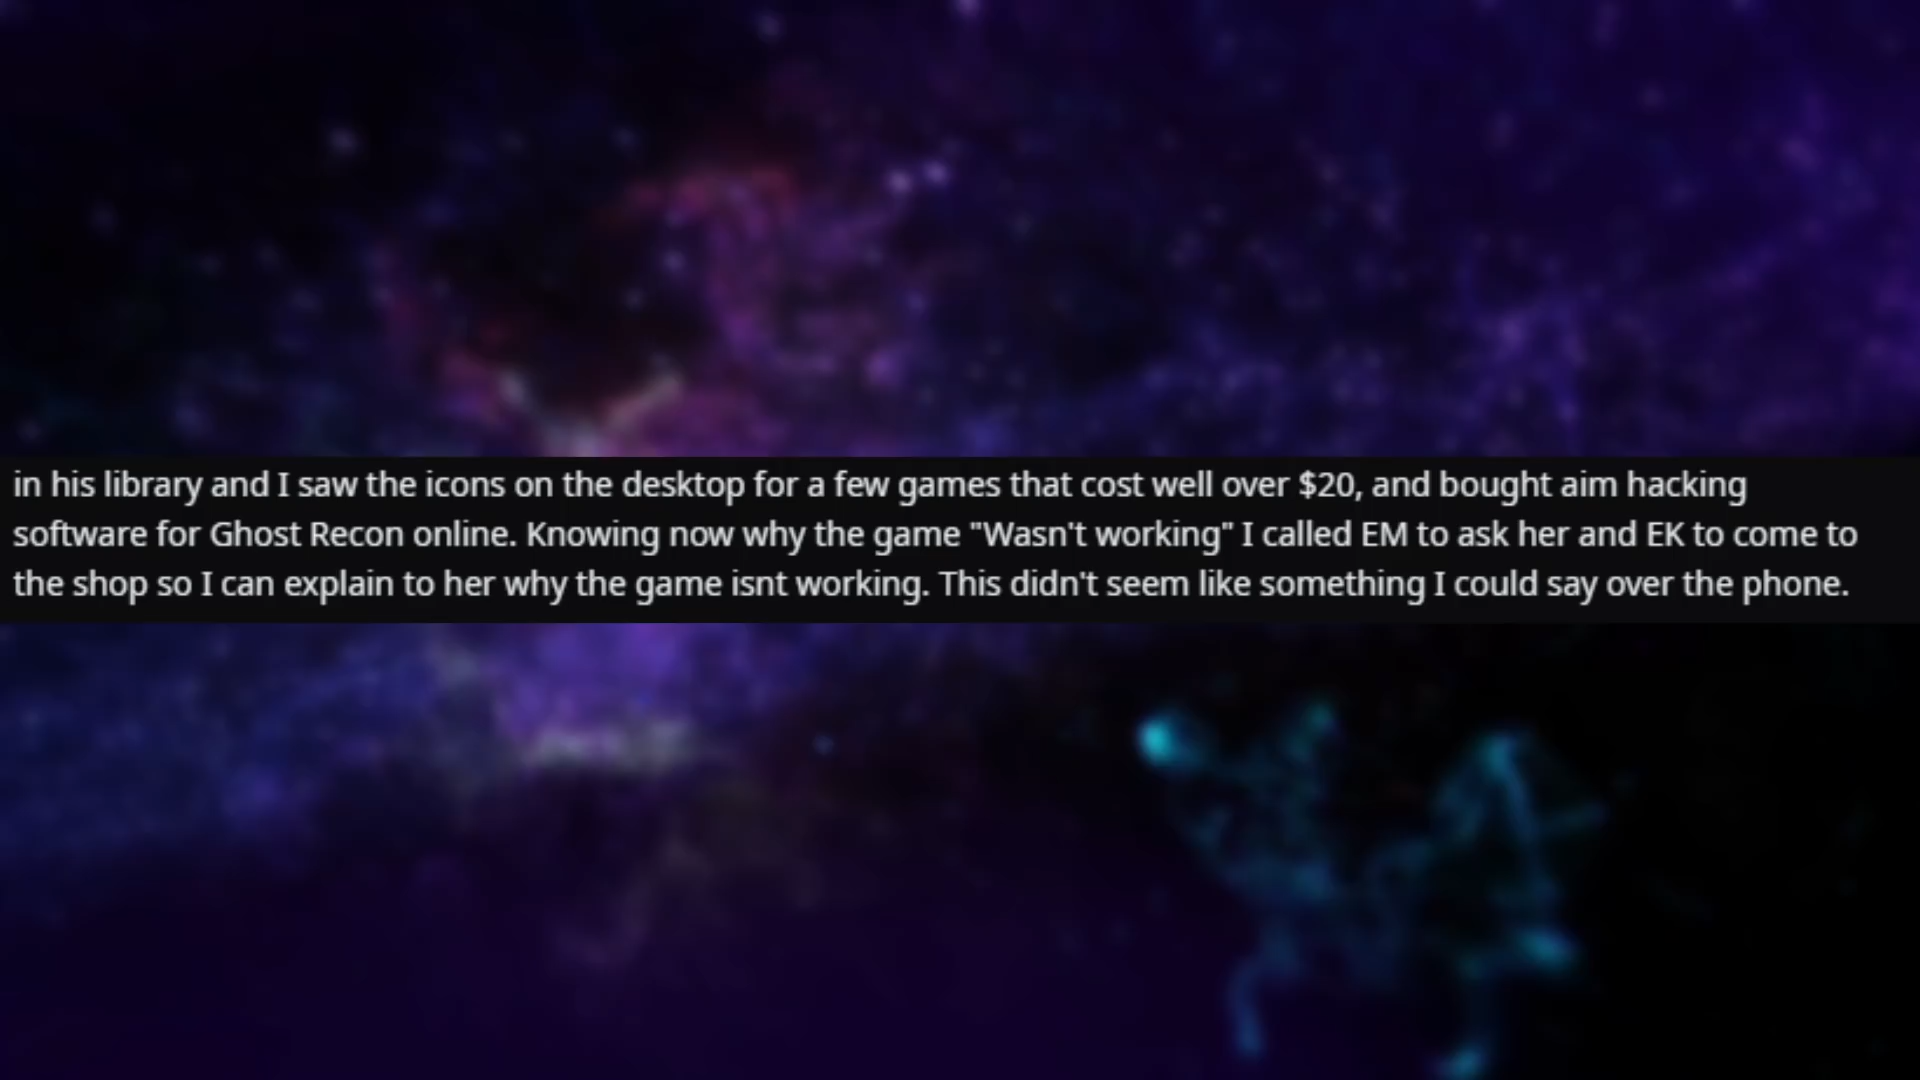 in his library and I saw the icons on the desktop for a few games that cost well over $20, and bought aim hacking
software for Ghost Recon online. Knowing now why the game "Wasn't working" I called EM to ask her and EK to come to
the shop so I can explain to her why the game isnt working. This didn't seem like something I could say over the phone.